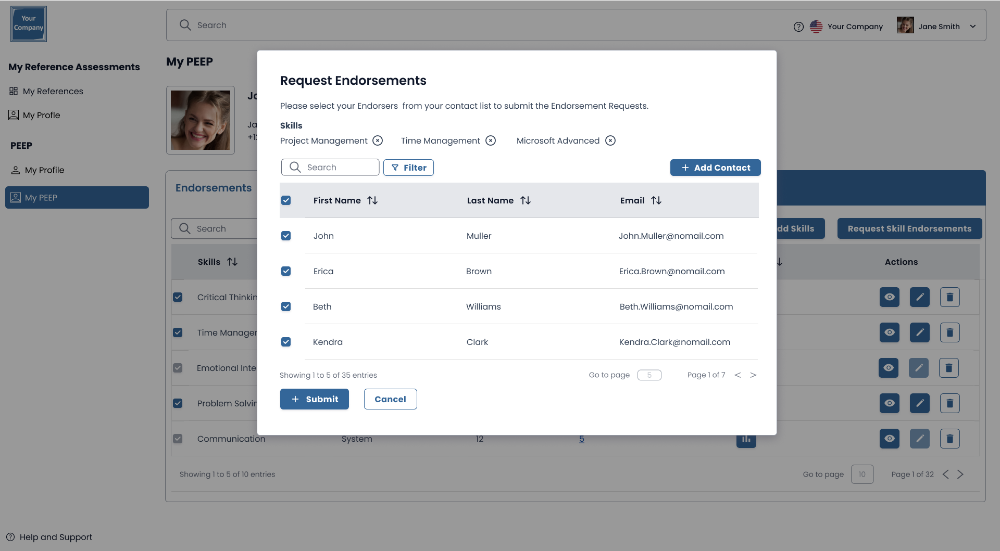 Your
Company
Search
Your Company
Jane Smith
My Reference Assessments
My References
My Profle
PEEP
My Profile
My PEEP
My PEEP
+1
Request Endorsements
Please select your Endorsers from your contact list to submit the Endorsement Requests.
Skills
Project Management
Time Management
Microsoft Advanced
Search
Filter
+ Add Contact
First Name
Last Name
Email
John
Muller
John.Muller@nomail.com
Erica
Brown
Erica.Brown@nomail.com
Beth
Williams
Beth.Williams@nomail.com
Kendra
Clark
Kendra.Clark@nomail.com
Showing 1 to 5 of 35 entries
Go to page 5
Page 1 of 7 < >
+ Submit
Cancel
Endorsements
Search
dd Skills
Request Skill Endorsements
Skills
Actions
Critical Thinkin
Time Manager
Emotional Inte
Problem Solvin
Communication
System
12
5
Showing 1 to 5 of 10 entries
Go to page 10
Page 1 of 32
Help and Support